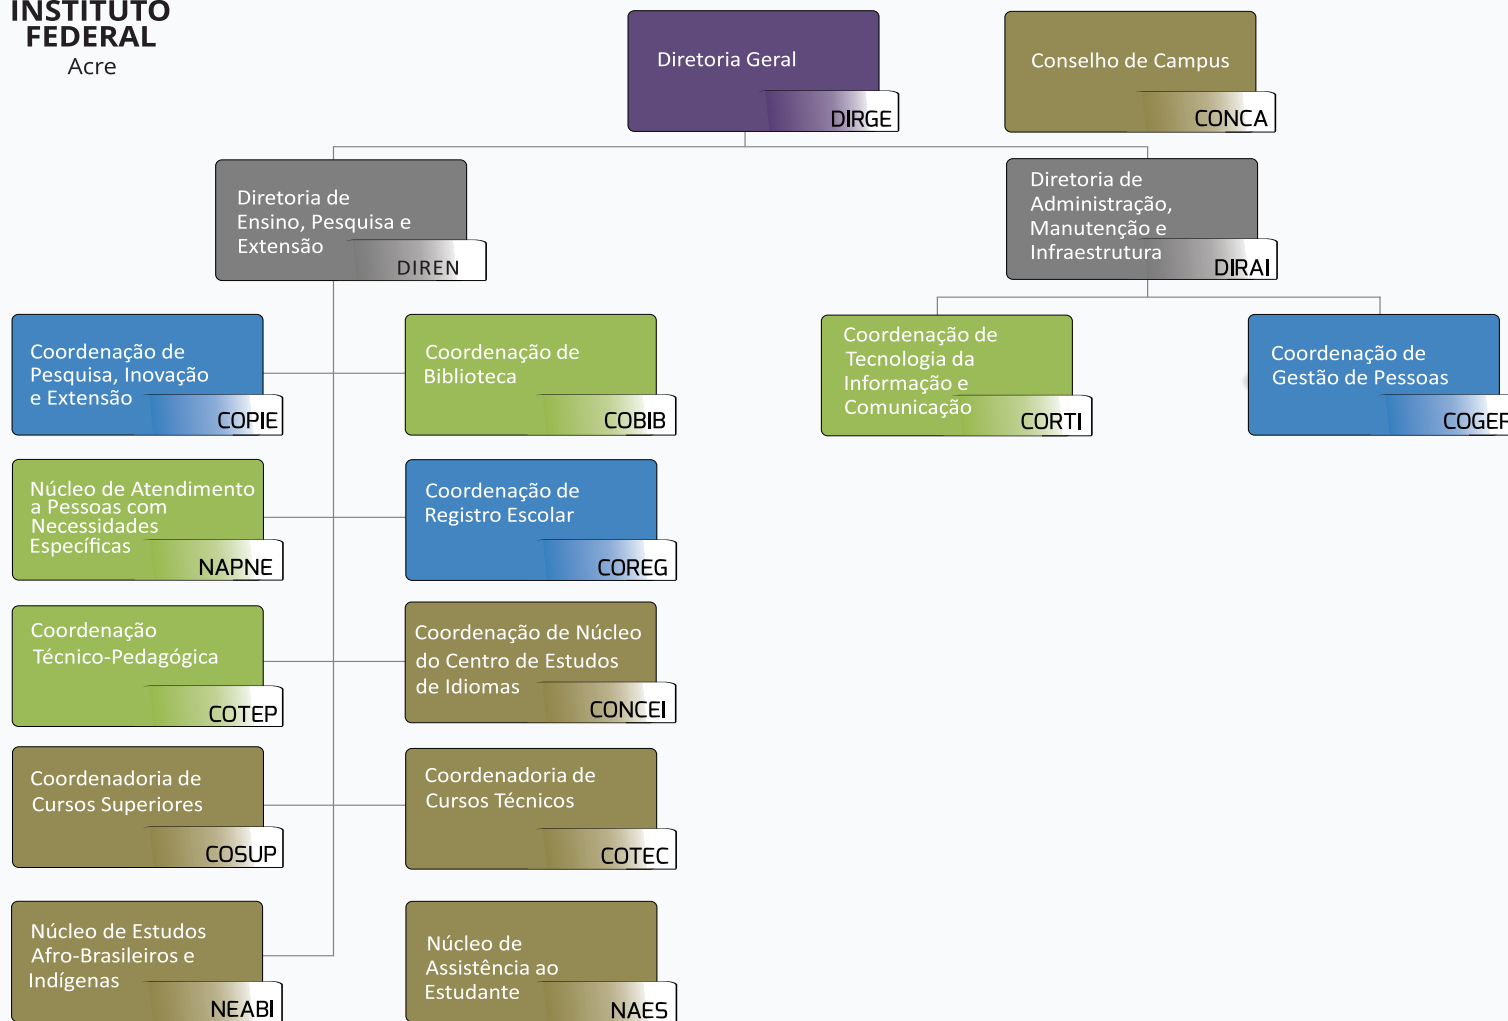 INSTITUTO
FEDERAL
Acre
Diretoria Geral
DIRGE
Conselho de Campus
CONCA
Diretoria de
Ensino, Pesquisa e
Extensão
DIREN
Diretoria de
Administração,
Manutenção e
Infraestrutura
DIRAI
Coordenação de
Pesquisa, Inovação
e Extensão
COPIE
Coordenação de
Biblioteca
COBIB
Coordenação de
Tecnologia da
Informação e
Comunicação
CORTI
Coordenação de
Gestão de Pessoas
COGER
Núcleo de Atendimento
a Pessoas com
Necessidades
Específicas
NAPNE
Coordenação de
Registro Escolar
COREG
Coordenação
Técnico-Pedagógica
COTEP
Coordenação de Núcleo
do Centro de Estudos
de Idiomas
CONCEI
Coordenadoria de
Cursos Superiores
COSUP
Coordenadoria de
Cursos Técnicos
COTEC
Núcleo de Estudos
Afro-Brasileiros e
Indígenas
NEABI
Núcleo de
Assistência ao
Estudante
NAES